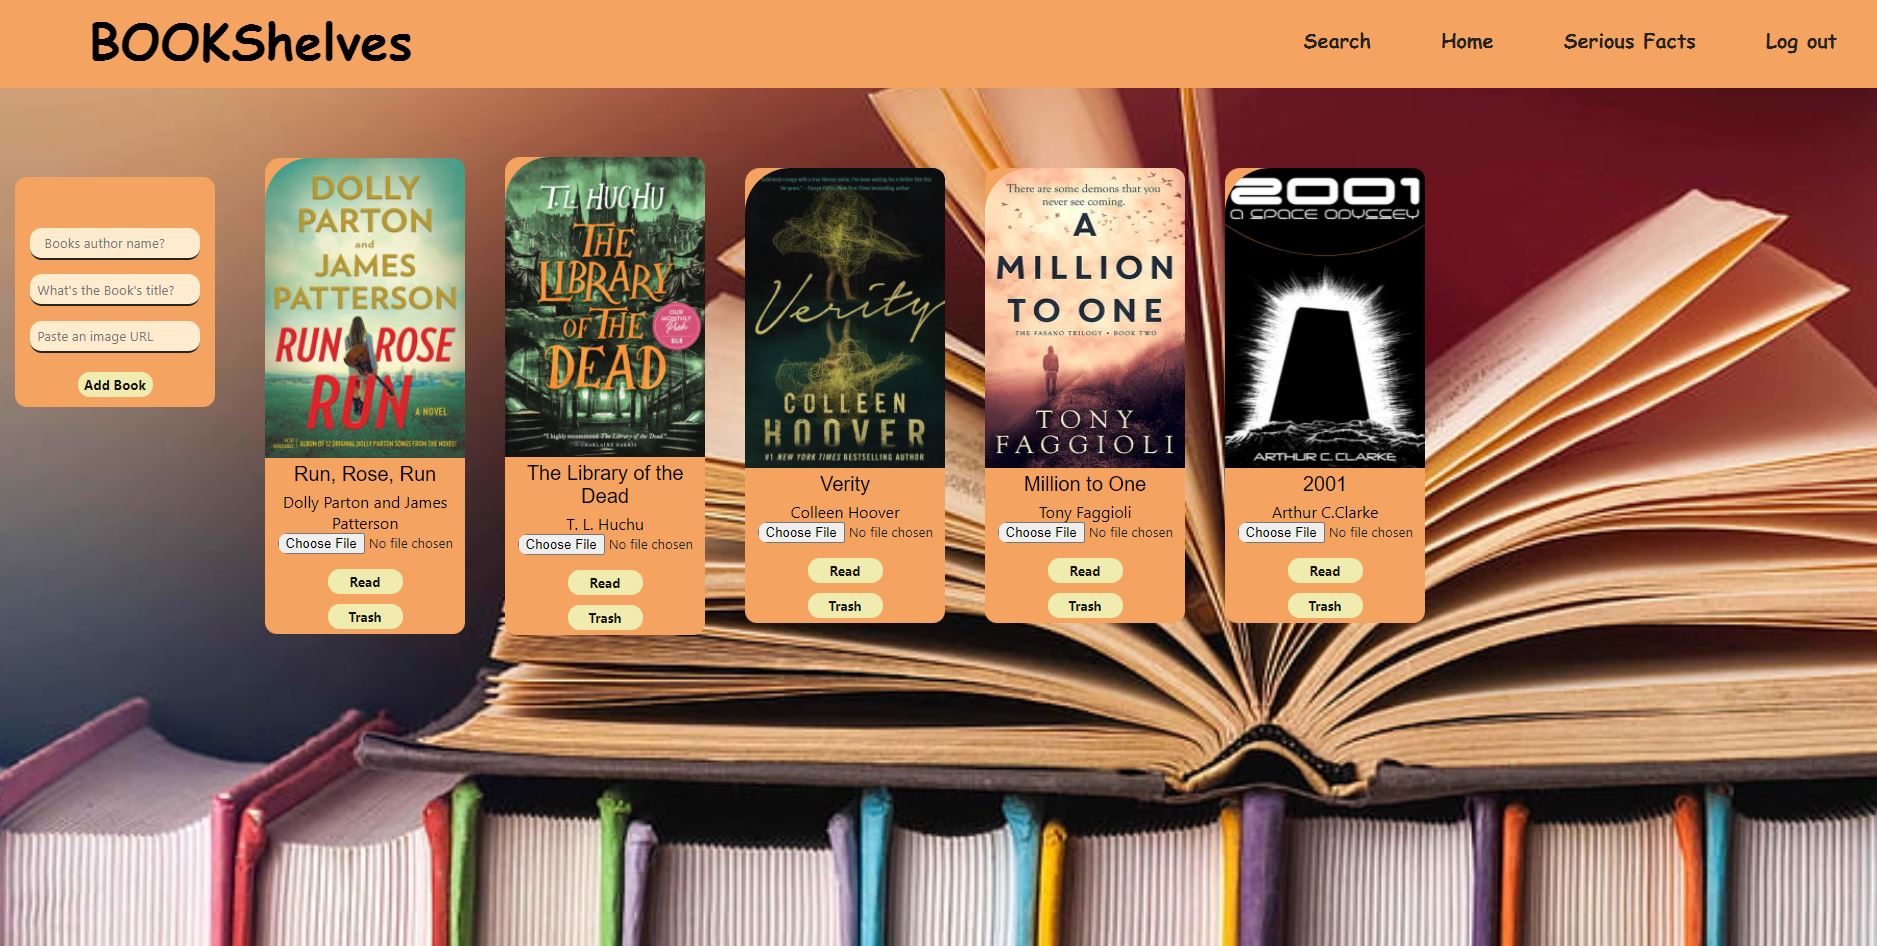 BOOKShelves
Search Home Serious Facts Log out
Books author name?
What's the Book's title?
Paste an image URL
Add Book
DOLLY
PARTON
and
JAMES
PATTERSON
RUN ROSE
RUN
A NOVEL
ALSO AVAILABLE ALBUM OF 12 ORIGINAL DOLLY PARTON SONGS FROM THE NOVEL!
Run, Rose, Run
Dolly Parton and James
Patterson
Choose File No file chosen
Read
Trash
T.L. HUCHU
THE
LIBRARY
OF THE
DEAD
OUR
MONTHLY
Pick
B&N
"I highly recommend The Library of the Dead."
—CHARLAINE HARRIS
The Library of the
Dead
T. L. Huchu
Choose File No file chosen
Read
Trash
Verity
COLLEEN
HOOVER
#1 NEW YORK TIMES BESTSELLING AUTHOR
Verity
Colleen Hoover
Choose File No file chosen
Read
Trash
There are some demons that you
never see coming.
A
MILLION
TO ONE
THE FASANO TRILOGY • BOOK TWO
TONY
FAGGIOLI
Million to One
Tony Faggioli
Choose File No file chosen
Read
Trash
2001
A SPACE ODYSSEY
ARTHUR C. CLARKE
2001
Arthur C.Clarke
Choose File No file chosen
Read
Trash